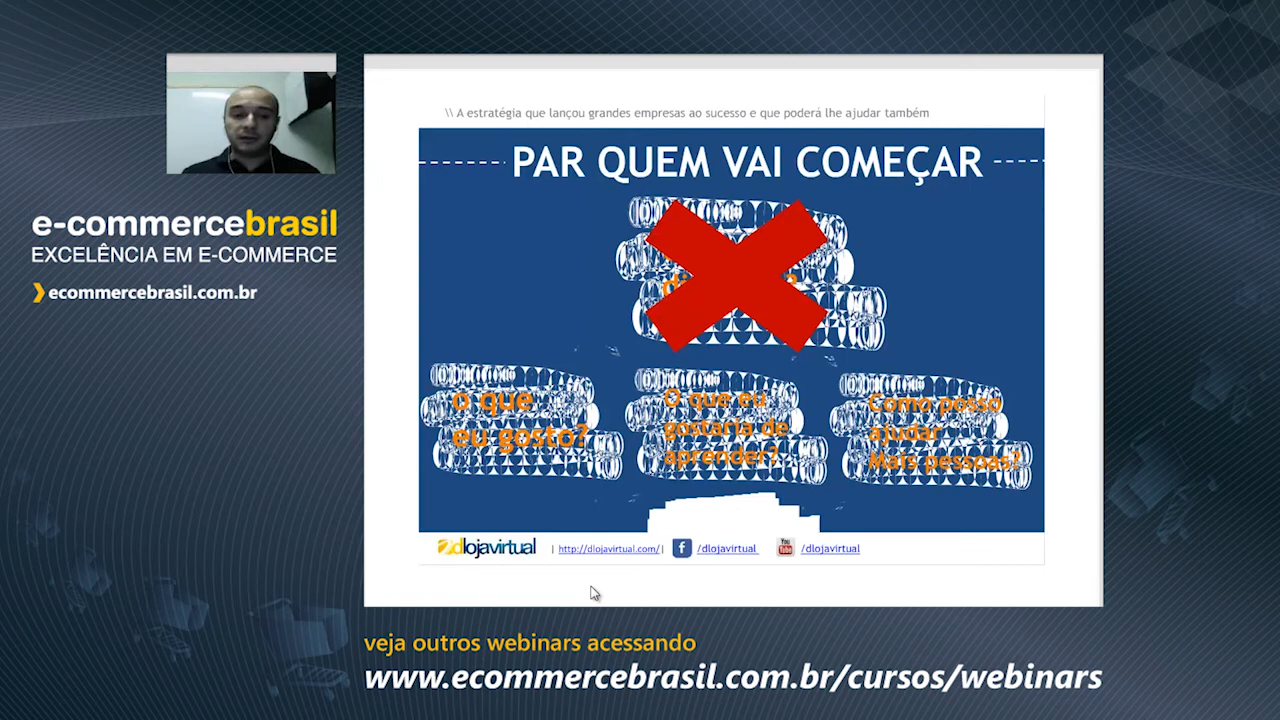 \\ A estratégia que lançou grandes empresas ao sucesso e que poderá lhe ajudar também
PAR QUEM VAI COMEÇAR
o que
eu gosto?
O que eu
gostaria de
aprender?
Como posso
ajudar
Mais pessoas?
dlojavirtual | http://dlojavirtual.com/| f /dlojavirtual You Tube /dlojavirtual
e-commercebrasil
EXCELÊNCIA EM E-COMMERCE
ecommercebrasil.com.br
veja outros webinars acessando
www.ecommercebrasil.com.br/cursos/webinars